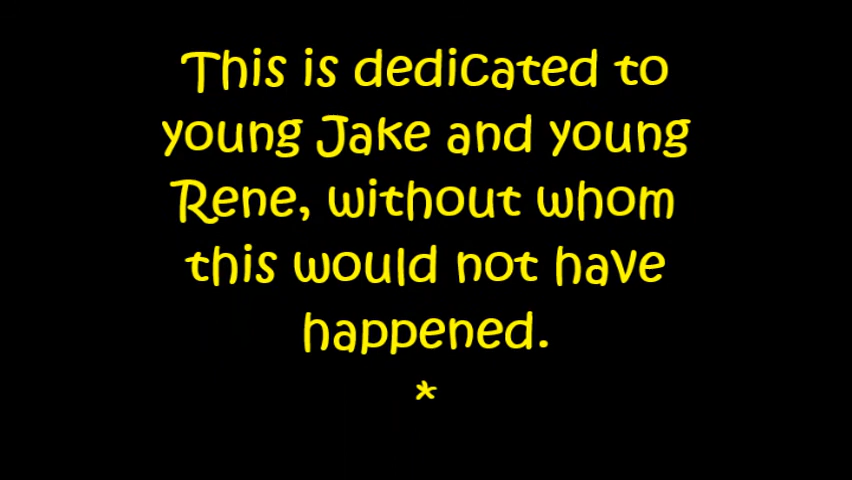 This is dedicated to
young Jake and young
Rene, without whom
this would not have
happened.
*